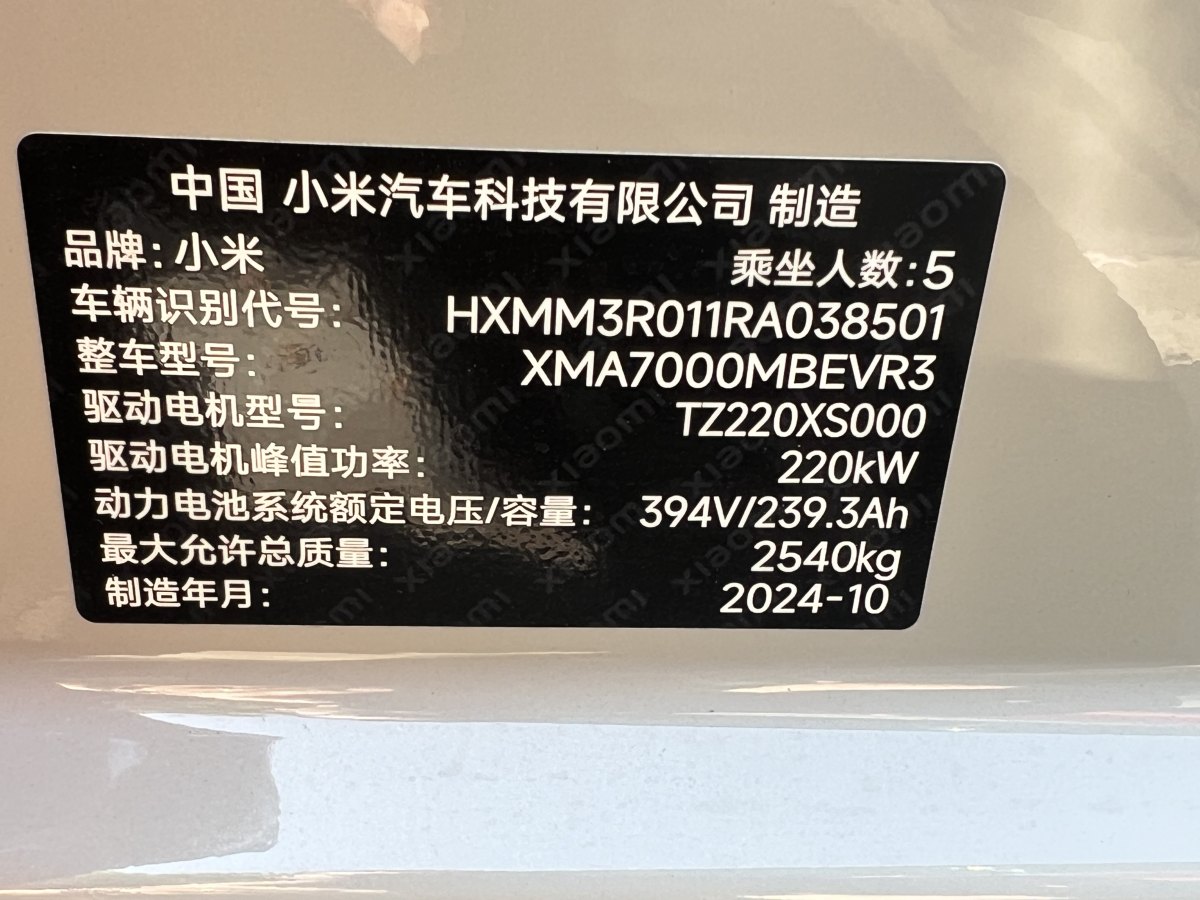 中国 小米汽车科技有限公司 制造
品牌:小米 乘坐人数:5
车辆识别代号: HXMM3R011RA038501
整车型号: XMA7000MBEVR3
驱动电机型号: TZ220XS000
驱动电机峰值功率: 220kW
动力电池系统额定电压/容量: 394V/239.3Ah
最大允许总质量: 2540kg
制造年月: 2024-10